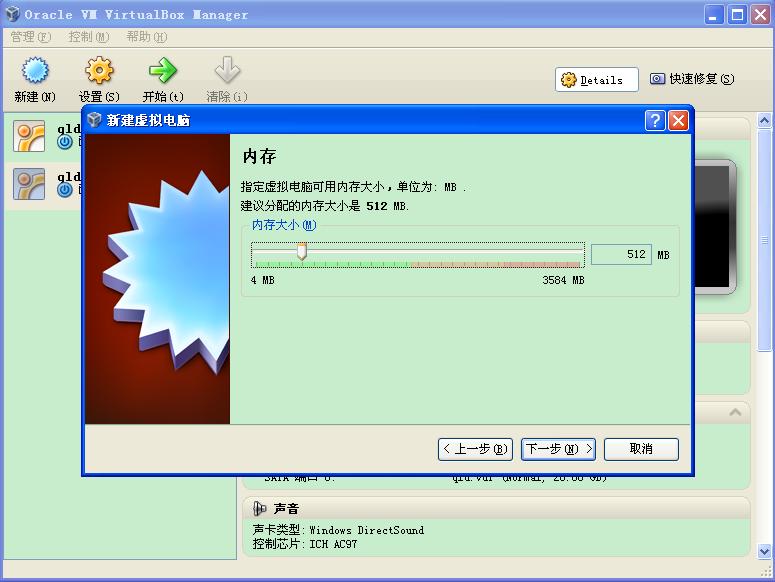 Oracle VM VirtualBox Manager
管理(F) 控制(M) 帮助(H)
新建(N) 设置(S) 开始(t) 清除(i) Details 快速修复(S)
新建虚拟电脑
gld
gld
内存
指定虚拟电脑可用内存大小，单位为: MB .
建议分配的内存大小是 512 MB.
内存大小(M)
512 MB
4 MB 3584 MB
< 上一步(B) 下一步(N) > 取消
SATA 端口 0: gld.vdi (Normal, 20.00 GB)
声音
声卡类型: Windows DirectSound
控制芯片: ICH AC97